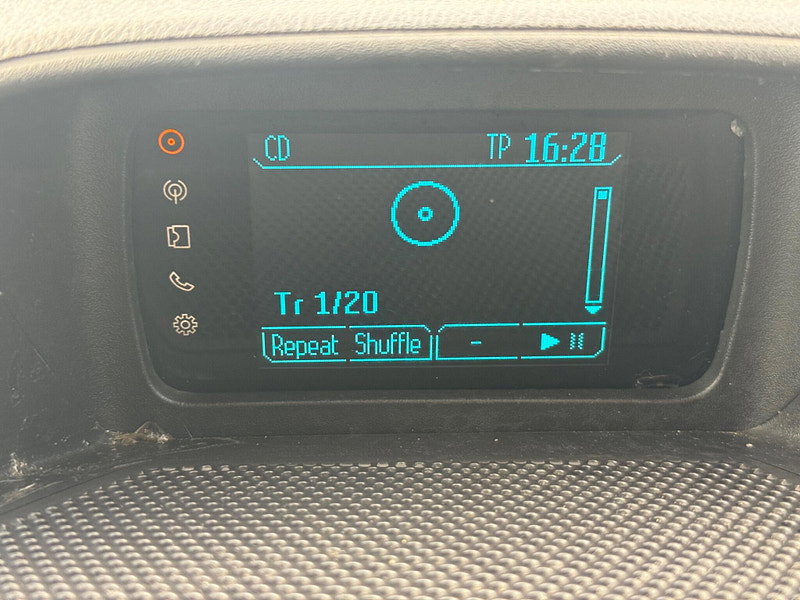 CD TP 16:28
Tr 1/20
Repeat Shuffle -